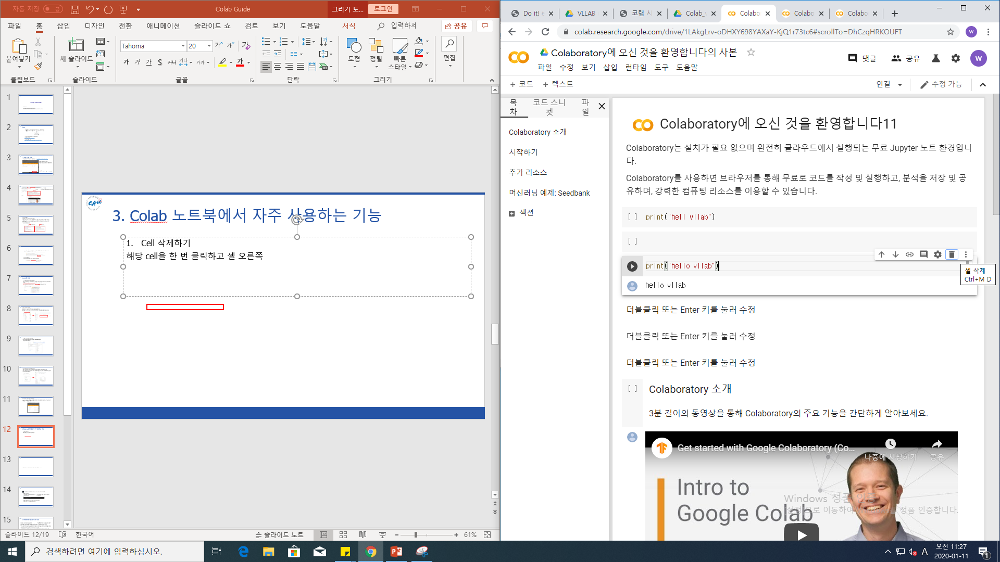 자동 저장
Colab Guide
그리기 도...
로그인
파일 홈 삽입 디자인 전환 애니메이션 슬라이드 쇼 검토 보기 도움말 서식 입력하세
공유
붙여넣기
클립보드
새 슬라이드
슬라이드
Tahoma 20
가 가 가 S 가나 가나 가가
글꼴
단락
도형
정렬
빠른
스타일
그리기
편집
1
2
3
4
5
6
7
8
9
10
11
12
13
14
15
CAU
3. Colab 노트북에서 자주 사용하는 기능
1. Cell 삭제하기
해당 cell을 한 번 클릭하고 셀 오른쪽
슬라이드 12/19 한국어 슬라이드 노트 61%
Do it! VLLAB 코랩 시 Colab_ Colabo Colabo Colabo
colab.research.google.com/drive/1LAkgLrv-oDHXY698YAXaY-KjQ1r73tc6#scrollTo=DhCzqHRKOUFT
W
Colaboratory에 오신 것을 환영합니다의 사본
파일 수정 보기 삽입 런타임 도구 도움말
댓글 공유 W
+ 코드 + 텍스트
연결 수정 가능
목차
코드 스니펫
파일
Colaboratory 소개
시작하기
추가 리소스
머신러닝 예제: Seedbank
섹션
Colaboratory에 오신 것을 환영합니다11
Colaboratory는 설치가 필요 없으며 완전히 클라우드에서 실행되는 무료 Jupyter 노트 환경입니
다.
Colaboratory를 사용하면 브라우저를 통해 무료로 코드를 작성 및 실행하고, 분석을 저장 및 공
유하며, 강력한 컴퓨팅 리소스를 이용할 수 있습니다.
[ ] print("hell vllab")
[ ]
print("hello vllab")
셀 삭제
Ctrl+M D
hello vllab
더블클릭 또는 Enter 키를 눌러 수정
더블클릭 또는 Enter 키를 눌러 수정
더블클릭 또는 Enter 키를 눌러 수정
[ ] Colaboratory 소개
3분 길이의 동영상을 통해 Colaboratory의 주요 기능을 간단하게 알아보세요.
Get started with Google Colaboratory (Co...
나중에 시청하기 공유
Intro to
Google Colab
Windows 정품 인증
[설정]으로 이동하여 정품 인증합니다.
검색하려면 여기에 입력하십시오.
A
오전 11:27
2020-01-11
1